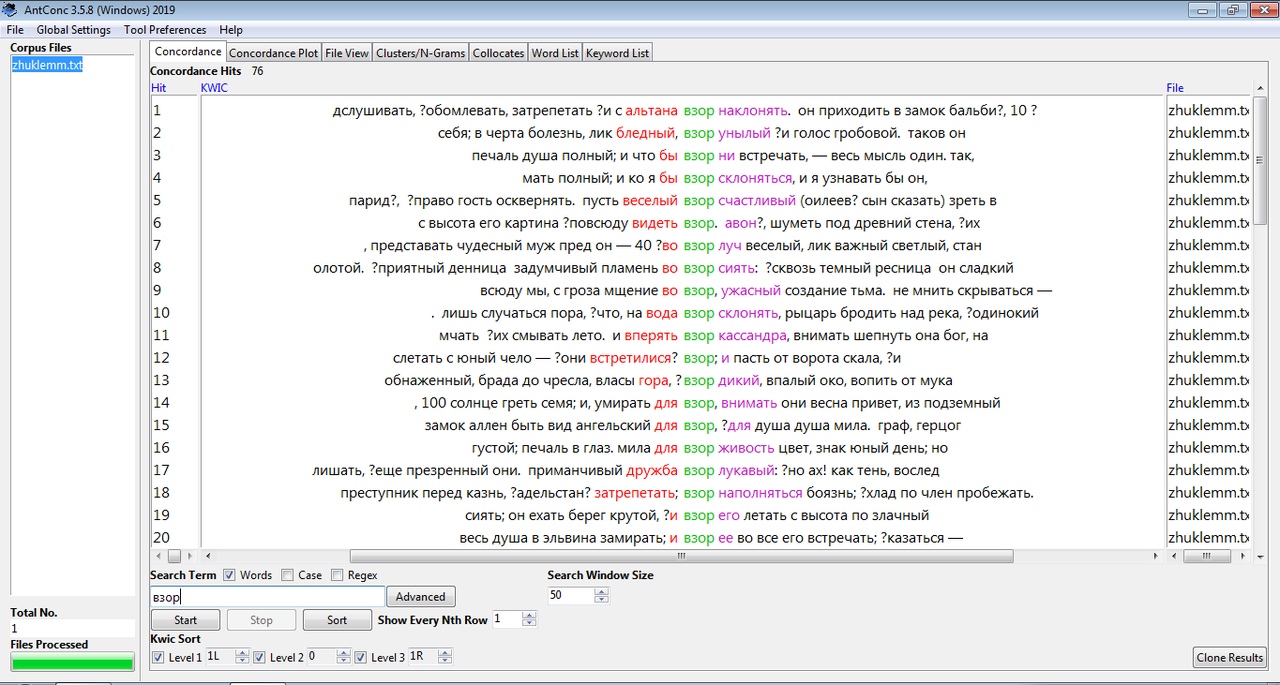 AntConc 3.5.8 (Windows) 2019
File Global Settings Tool Preferences Help
Corpus Files
zhuklemm.txt
Concordance Concordance Plot File View Clusters/N-Grams Collocates Word List Keyword List
Concordance Hits 76
Hit KWIC File
1 дслушивать, ?обомлевать, затрепетать ?и с альтана взор наклонять. он приходить в замок бальби?, 10 ? zhuklemm.tx
2 себя; в черта болезнь, лик бледный, взор унылый ?и голос гробовой. таков он zhuklemm.tx
3 печаль душа полный; и что бы взор ни встречать, — весь мысль один. так, zhuklemm.tx
4 мать полный; и ко я бы взор склоняться, и я узнавать бы он, zhuklemm.tx
5 парид?, ?право гость осквернять. пусть веселый взор счастливый (оилеев? сын сказать) зреть в zhuklemm.tx
6 с высота его картина ?повсюду видеть взор. авон?, шуметь под древний стена, ?их zhuklemm.tx
7 , представать чудесный муж пред он — 40 ?во взор луч веселый, лик важный светлый, стан zhuklemm.tx
8 олотой. ?приятный денница задумчивый пламень во взор сиять: ?сквозь темный ресница он сладкий zhuklemm.tx
9 всюду мы, с гроза мщение во взор, ужасный создание тьма. не мнить скрываться — zhuklemm.tx
10 . лишь случаться пора, ?что, на вода взор склонять, рыцарь бродить над река, ?одинокий zhuklemm.tx
11 мчать ?их смывать лето. и вперять взор кассандра, внимать шепнуть она бог, на zhuklemm.tx
12 слетать с юный чело — ?они встретилися? взор; и пасть от ворота скала, ?и zhuklemm.tx
13 обнаженный, брада до чресла, власы гора, ?взор дикий, впалый око, вопить от мука zhuklemm.tx
14 , 100 солнце греть семя; и, умирать для взор, внимать они весна привет, из подземный zhuklemm.tx
15 замок аллен быть вид ангельский для взор, ?для душа душа мила. граф, герцог zhuklemm.tx
16 густой; печаль в глаз. мила для взор живость цвет, знак юный день; но zhuklemm.tx
17 лишать, ?еще презренный они. приманчивый дружба взор лукавый: ?но ах! как тень, вослед zhuklemm.tx
18 преступник перед казнь, ?адельстан? затрепетать; взор наполняться боязнь; ?хлад по член пробежать. zhuklemm.tx
19 сиять; он ехать берег крутой, ?и взор его летать с высота по злачный zhuklemm.tx
20 весь душа в эльвина замирать; и взор ее во все его встречать; ?казаться — zhuklemm.tx
Search Term Words Case Regex Search Window Size
взор Advanced 50
Start Stop Sort Show Every Nth Row 1
Kwic Sort
Level 1 1L Level 2 0 Level 3 1R Clone Results
Total No.
1
Files Processed